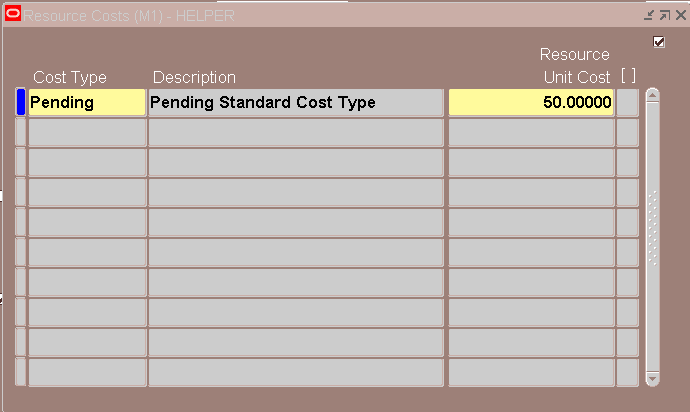 Resource Costs (M1) - HELPER
Resource
Cost Type Description Unit Cost [ ]
Pending Pending Standard Cost Type 50.00000